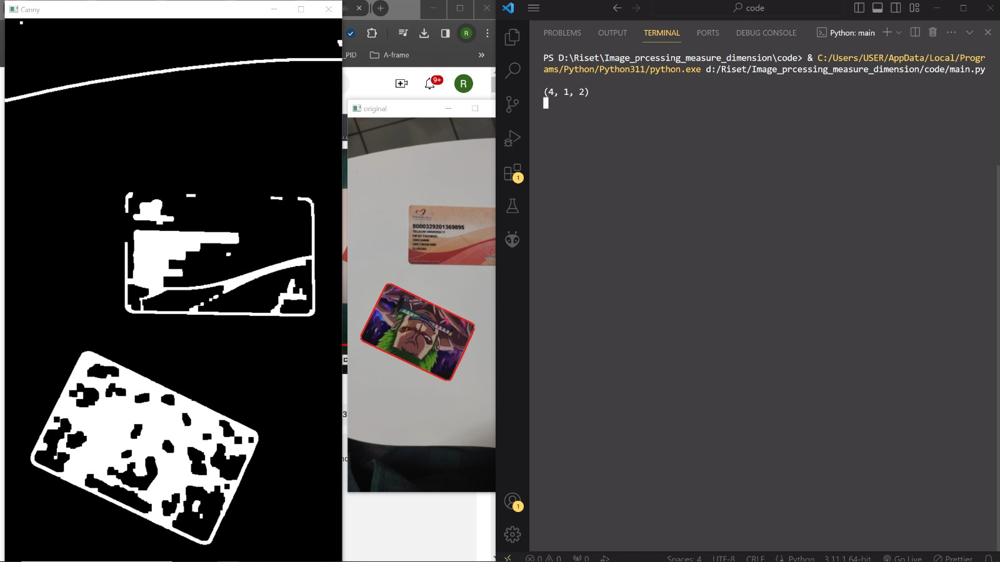 Canny
PID
A-frame
9+
R
R
original
8000329201369895
TELKOM UNIVERSITY
code
PROBLEMS
OUTPUT
TERMINAL
PORTS
DEBUG CONSOLE
Python: main
PS D:\Riset\Image_prcessing_measure_dimension\code> & C:/Users/USER/AppData/Local/Progr
ams/Python/Python311/python.exe d:/Riset/Image_prcessing_measure_dimension/code/main.py
(4, 1, 2)
1
1
0 0
0
Spaces: 4
UTF-8
CRLF
Python
3.11.1 64-bit
Go Live
Prettier